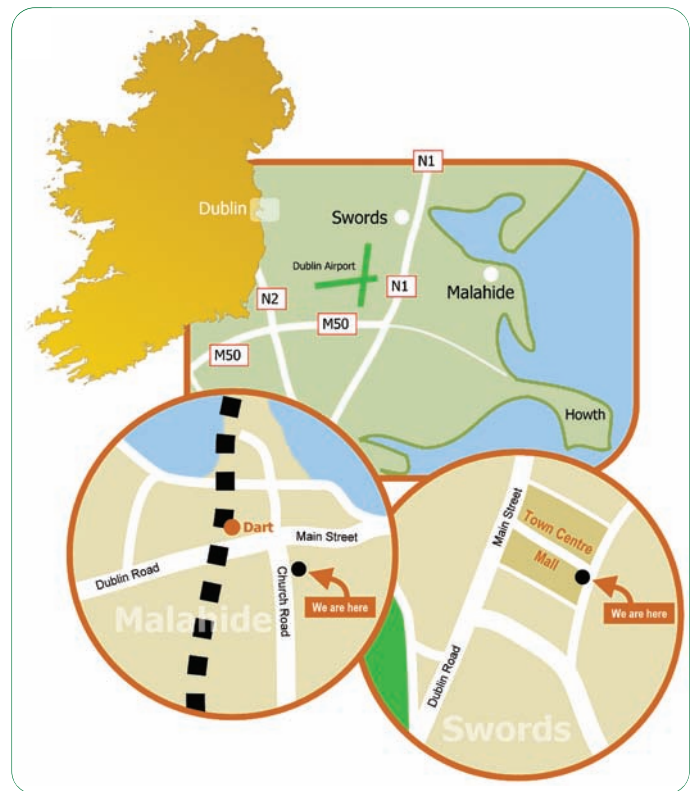 N1
Dublin
Swords
Dublin Airport
N1
Malahide
N2
M50
M50
Howth
Dart
Main Street
Dublin Road
Church Road
We are here
Malahide
Main Street
Town Centre
Mall
We are here
Dublin Road
Swords